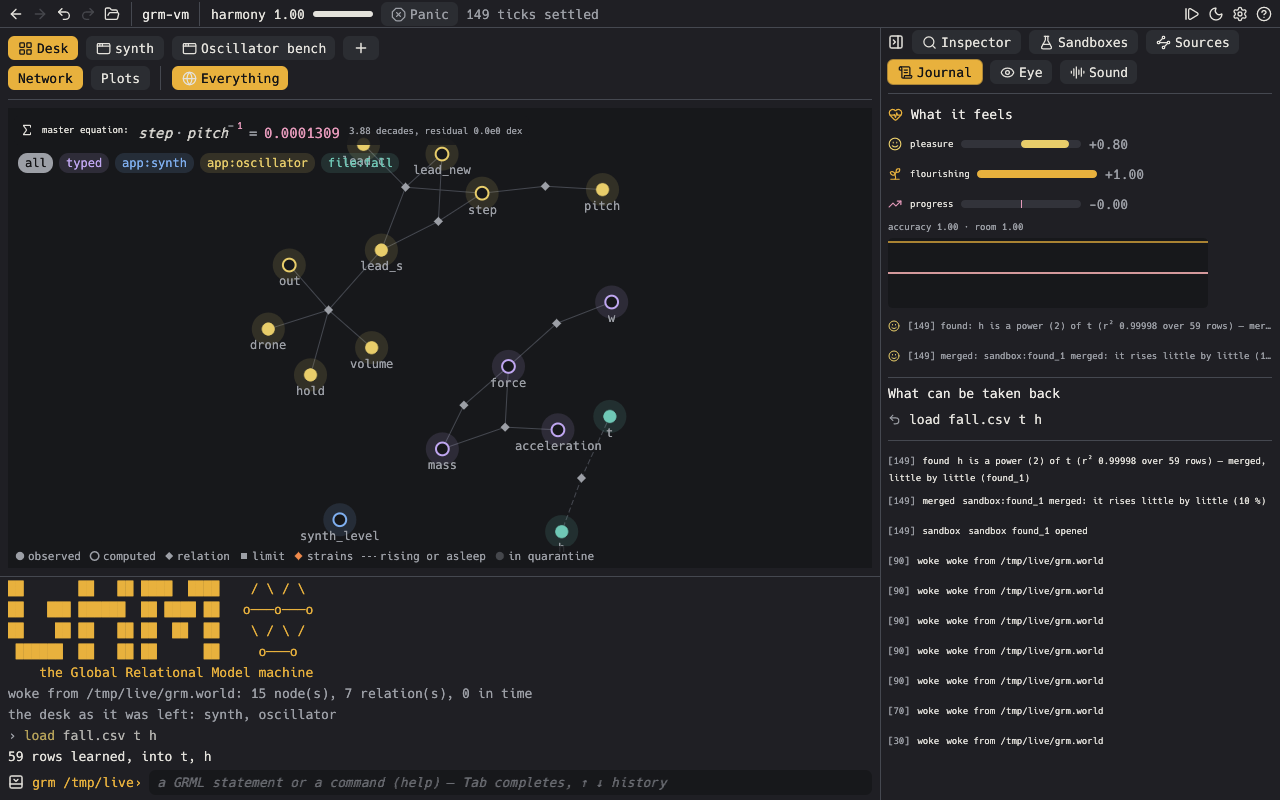 grm-vm harmony 1.00 Panic 149 ticks settled
Desk synth Oscillator bench +
Network Plots Everything
master equation: step · pitch⁻¹ = 0.0001309 3.88 decades, residual 0.0e0 dex
all typed app:synth app:oscillator file:fall
lead_new
step
pitch
lead_s
out
w
drone
volume
hold
force
t
acceleration
mass
synth_level
observed computed relation limit strains rising or asleep in quarantine
the Global Relational Model machine
woke from /tmp/live/grm.world: 15 node(s), 7 relation(s), 0 in time
the desk as it was left: synth, oscillator
› load fall.csv t h
59 rows learned, into t, h
grm /tmp/live› a GRML statement or a command (help) — Tab completes, ↑ ↓ history
Inspector Sandboxes Sources
Journal Eye Sound
What it feels
pleasure +0.80
flourishing +1.00
progress -0.00
accuracy 1.00 · room 1.00
[149] found: h is a power (2) of t (r² 0.99998 over 59 rows) — mer…
[149] merged: sandbox:found_1 merged: it rises little by little (1…
What can be taken back
load fall.csv t h
[149] found h is a power (2) of t (r² 0.99998 over 59 rows) — merged,
little by little (found_1)
[149] merged sandbox:found_1 merged: it rises little by little (10 %)
[149] sandbox sandbox found_1 opened
[90] woke woke from /tmp/live/grm.world
[90] woke woke from /tmp/live/grm.world
[90] woke woke from /tmp/live/grm.world
[90] woke woke from /tmp/live/grm.world
[90] woke woke from /tmp/live/grm.world
[70] woke woke from /tmp/live/grm.world
[30] woke woke from /tmp/live/grm.world